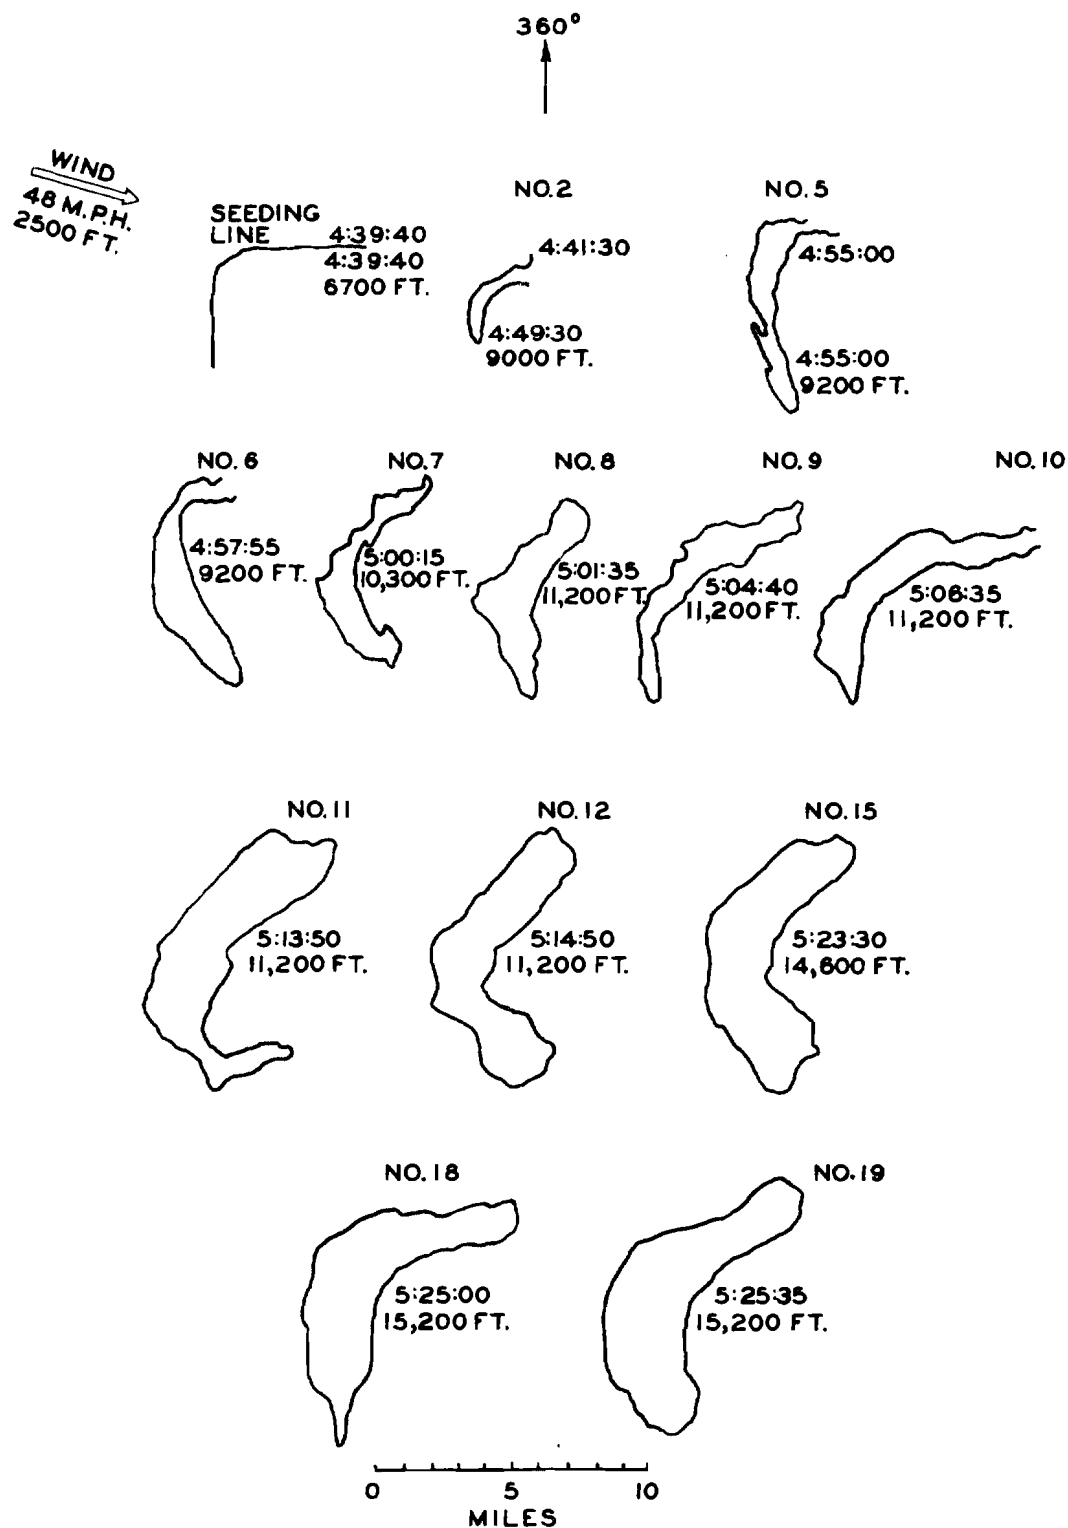 360°
WIND
48 M.P.H.
2500 FT.
SEEDING
LINE
4:39:40
4:39:40
6700 FT.
NO.2
4:41:30
4:49:30
9000 FT.
NO.5
4:55:00
4:55:00
9200 FT.
NO.6
4:57:55
9200 FT.
NO.7
5:00:15
10,300 FT.
NO.8
5:01:35
11,200 FT.
NO.9
5:04:40
11,200 FT.
NO.10
5:06:35
11,200 FT.
NO.11
5:13:50
11,200 FT.
NO.12
5:14:50
11,200 FT.
NO.15
5:23:30
14,600 FT.
NO.18
5:25:00
15,200 FT.
NO.19
5:25:35
15,200 FT.
0 5 10
MILES